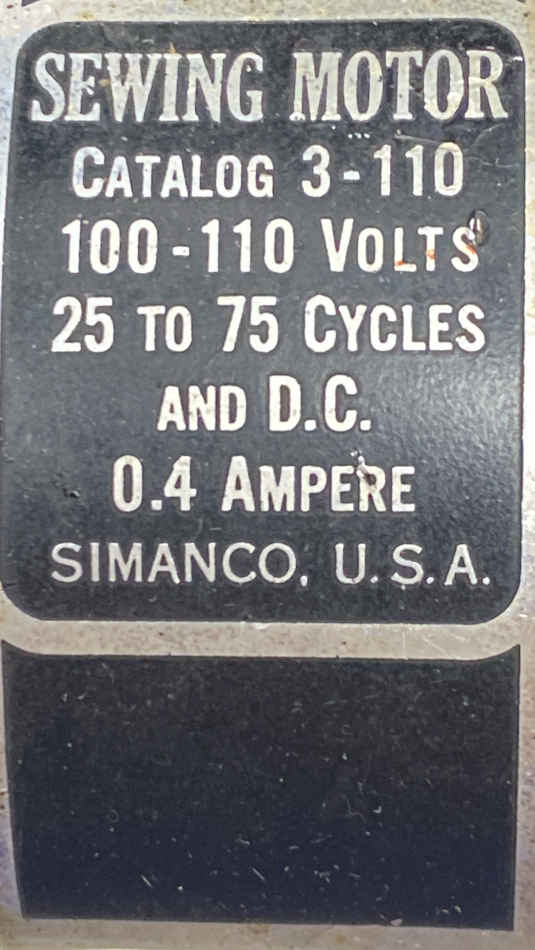 SEWING MOTOR
CATALOG 3-110
100-110 VOLTS
25 TO 75 CYCLES
AND D.C.
0.4 AMPERE
SIMANCO, U.S.A.